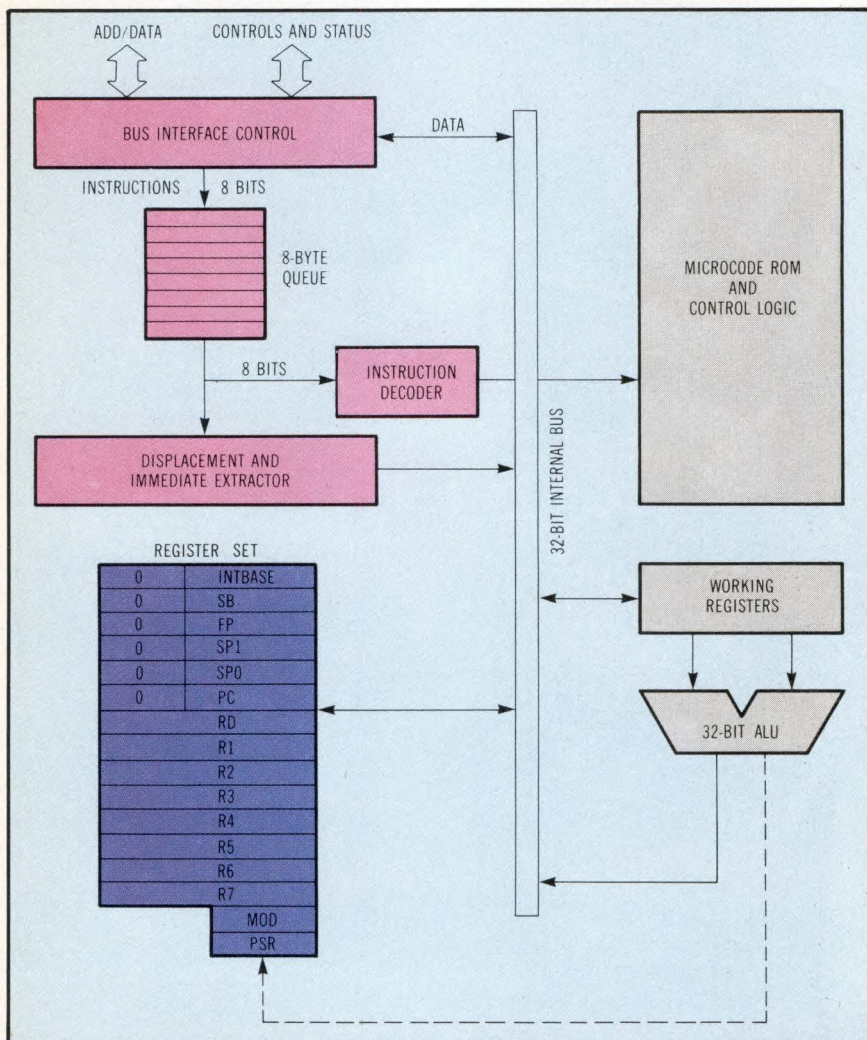 ADD/DATA CONTROLS AND STATUS
BUS INTERFACE CONTROL
DATA
INSTRUCTIONS 8 BITS
8-BYTE
QUEUE
MICROCODE ROM
AND
CONTROL LOGIC
8 BITS
INSTRUCTION
DECODER
DISPLACEMENT AND
IMMEDIATE EXTRACTOR
32-BIT INTERNAL BUS
REGISTER SET
0 INTBASE
0 SB
0 FP
0 SP1
0 SP0
0 PC
RD
R1
R2
R3
R4
R5
R6
R7
MOD
PSR
WORKING
REGISTERS
32-BIT ALU